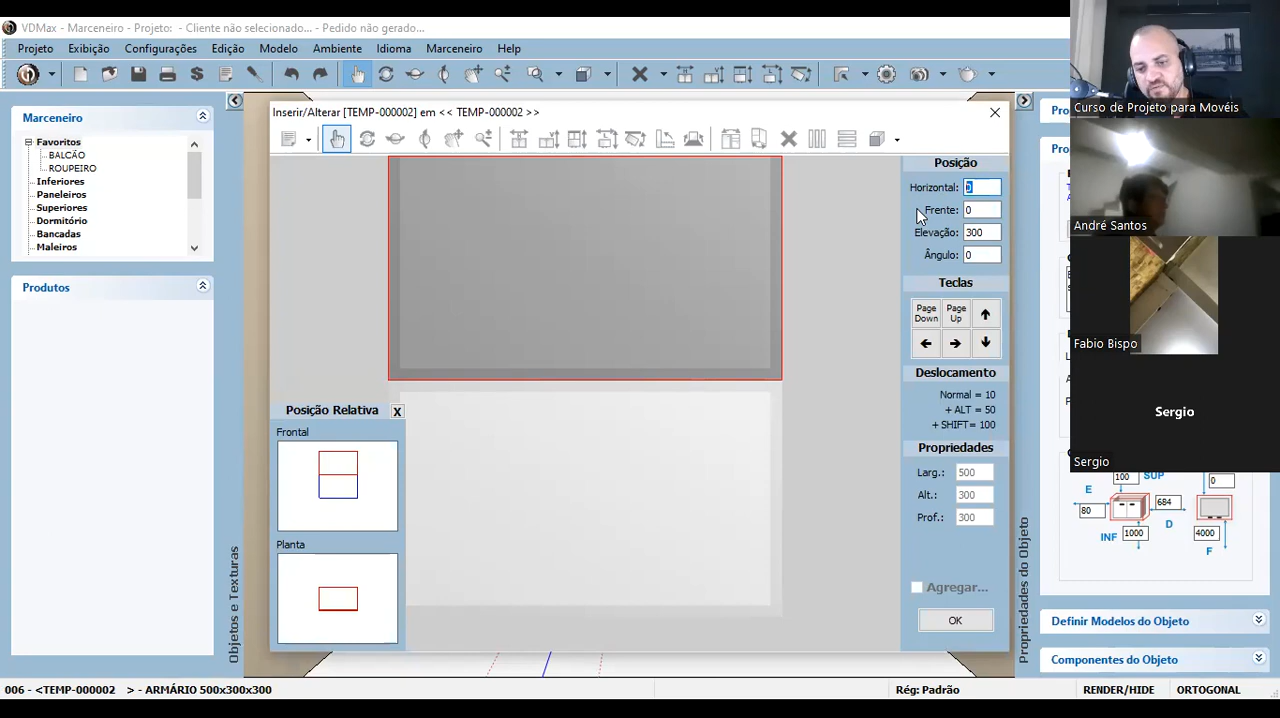 VDMax - Marceneiro - Projeto: - Cliente não selecionado... - Pedido não gerado...
Projeto Exibição Configurações Edição Modelo Ambiente Idioma Marceneiro Help
Marceneiro
Favoritos
BALCÃO
ROUPEIRO
Inferiores
Paneleiros
Superiores
Dormitório
Bancadas
Maleiros
Produtos
Objetos e Texturas
Inserir/Alterar [TEMP-000002] em << TEMP-000002 >>
Posição
Horizontal: 0
Frente: 0
Elevação: 300
Ângulo: 0
Teclas
Page Down
Page Up
Deslocamento
Normal = 10
+ ALT = 50
+ SHIFT= 100
Propriedades
Larg.: 500
Alt.: 300
Prof.: 300
Agregar...
OK
Posição Relativa X
Frontal
Planta
Propriedades do Objeto
Curso de Projeto para Movéis
André Santos
Fabio Bispo
Sergio
Sergio
100 SUP
0
E
80
684
D
INF 1000
4000
F
Definir Modelos do Objeto
Componentes do Objeto
006 - <TEMP-000002 > - ARMÁRIO 500x300x300
Rég: Padrão
RENDER/HIDE
ORTOGONAL